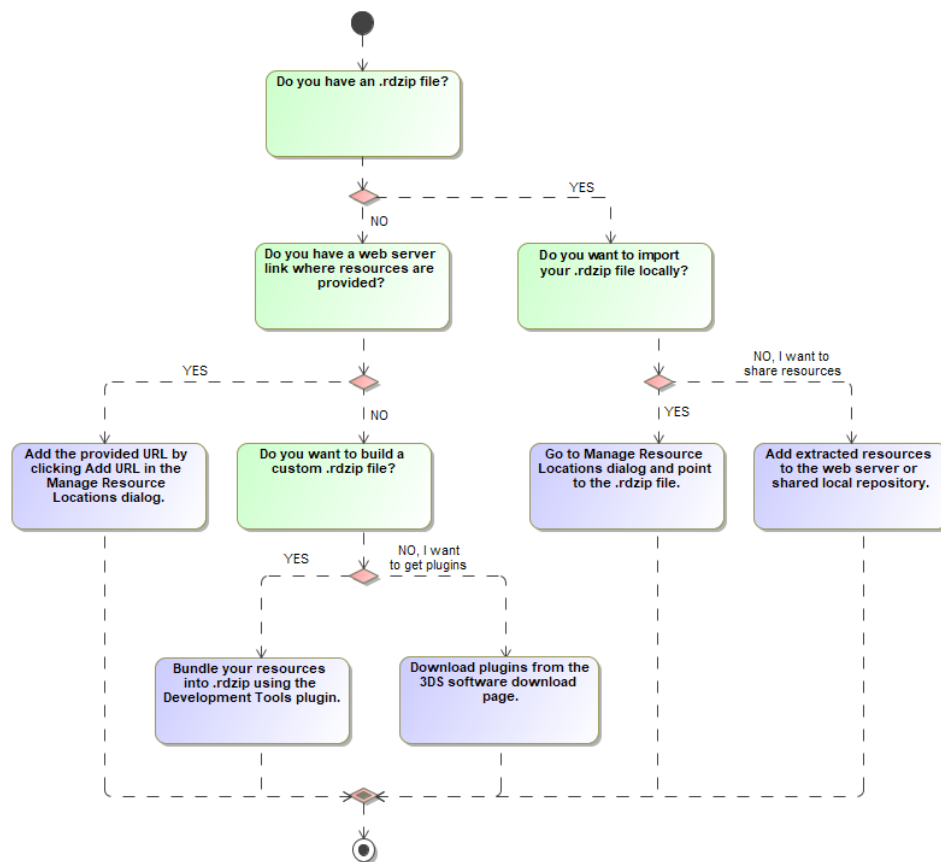 Do you have an .rdzip file?
YES
NO
Do you have a web server
link where resources are
provided?
Do you want to import
your .rdzip file locally?
YES
NO, I want to
share resources
NO
YES
Add the provided URL by
clicking Add URL in the
Manage Resource
Locations dialog.
Do you want to build a
custom .rdzip file?
Go to Manage Resource
Locations dialog and point
to the .rdzip file.
Add extracted resources
to the web server or
shared local repository.
YES
NO, I want
to get plugins
Bundle your resources
into .rdzip using the
Development Tools plugin.
Download plugins from the
3DS software download
page.